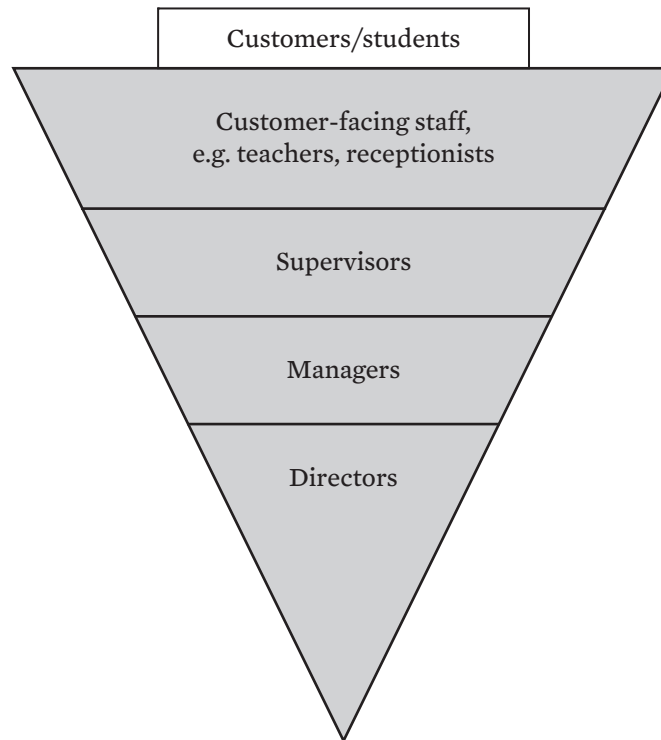 Customers/students
Customer-facing staff,
e.g. teachers, receptionists
Supervisors
Managers
Directors